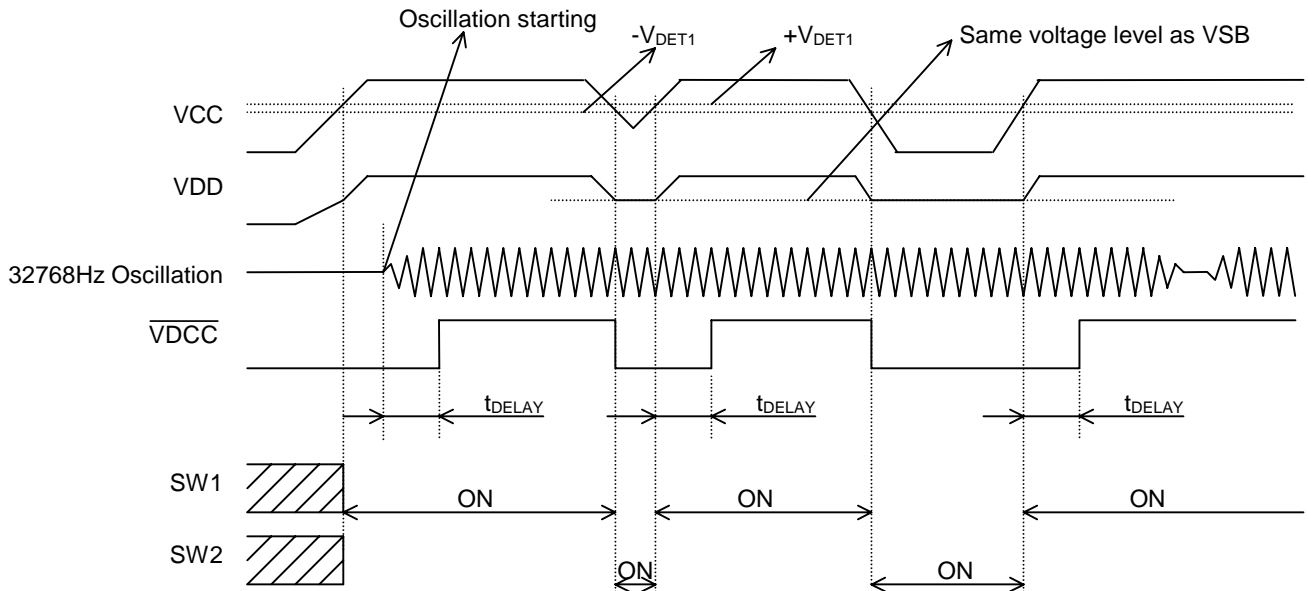 Oscillation starting
-VDET1
+VDET1
Same voltage level as VSB
VCC
VDD
32768Hz Oscillation
VDCC
tDELAY
tDELAY
tDELAY
SW1
ON
ON
ON
SW2
ON
ON